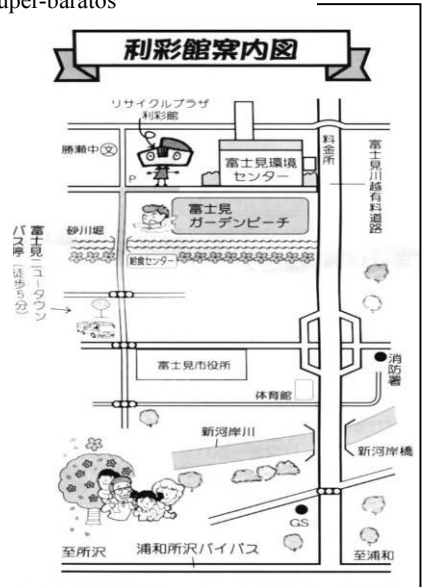 uper-baratos
利彩館案内図
リサイクルプラザ
利彩館
勝瀬中 文
P
富士見環境
センター
料金所
富士見川越有料道路
富士見
ガーデンビーチ
砂川堀
給食センター
富士見ニュータウン
バス停(徒歩5分)
富士見市役所
消防署
体育館
新河岸川
新河岸橋
GS
至所沢
浦和所沢バイパス
至浦和